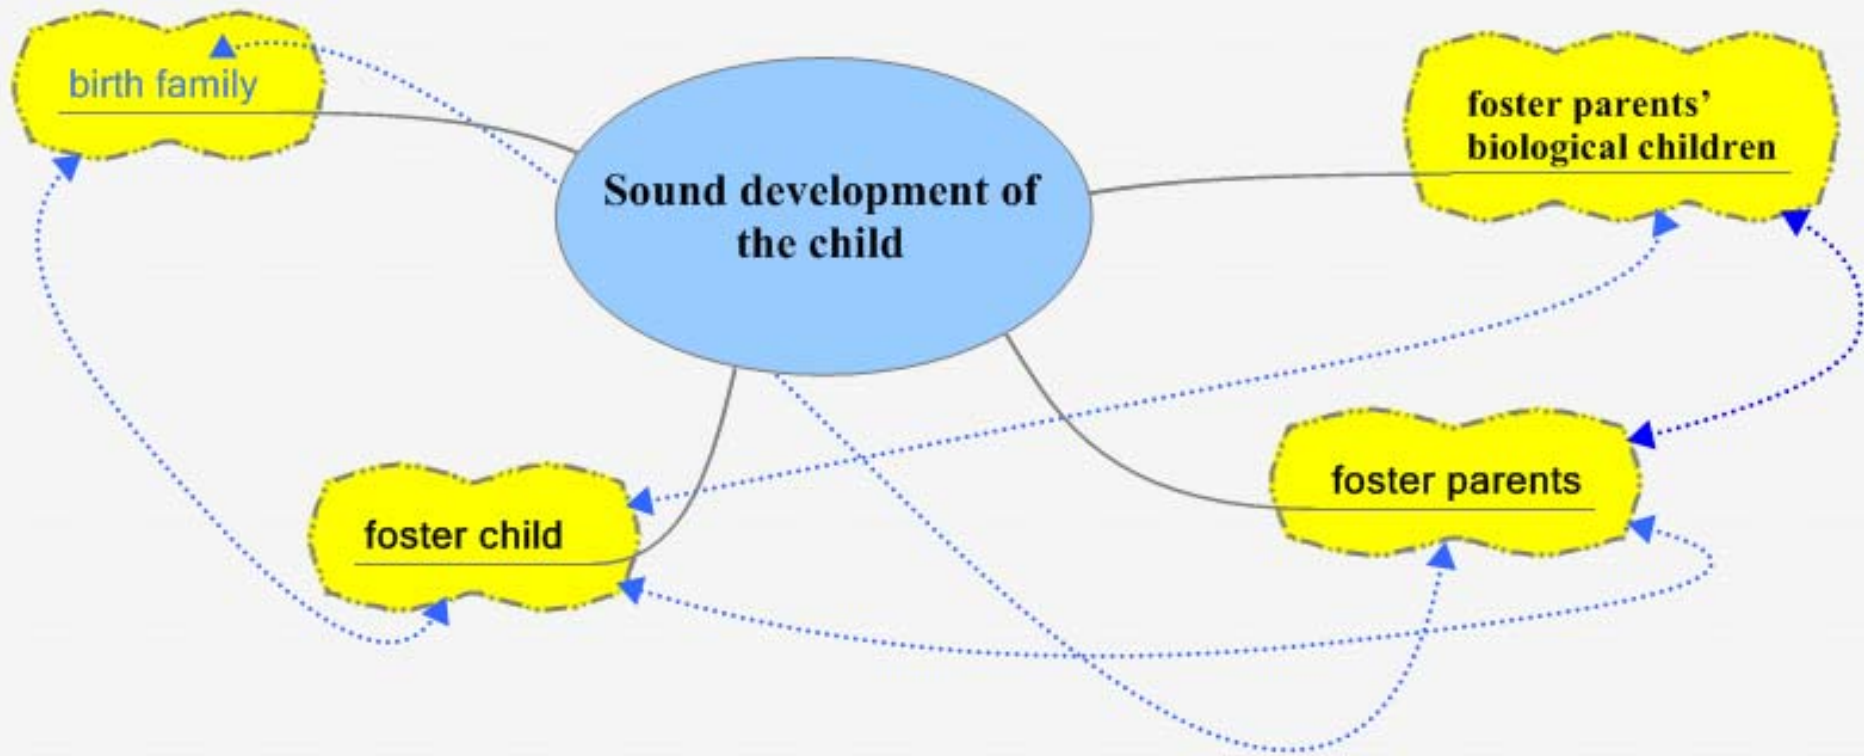 birth family
Sound development of
the child
foster parents’
biological children
foster child
foster parents